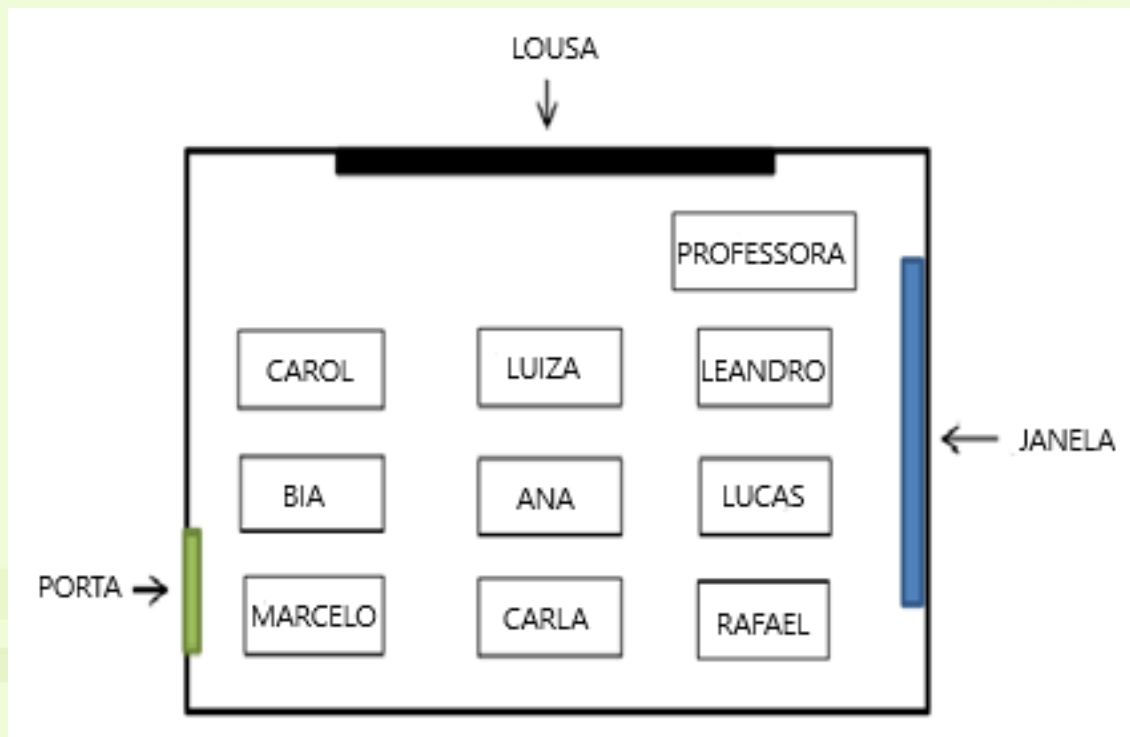 LOUSA
PROFESSORA
CAROL
LUIZA
LEANDRO
JANELA
BIA
ANA
LUCAS
PORTA
MARCELO
CARLA
RAFAEL